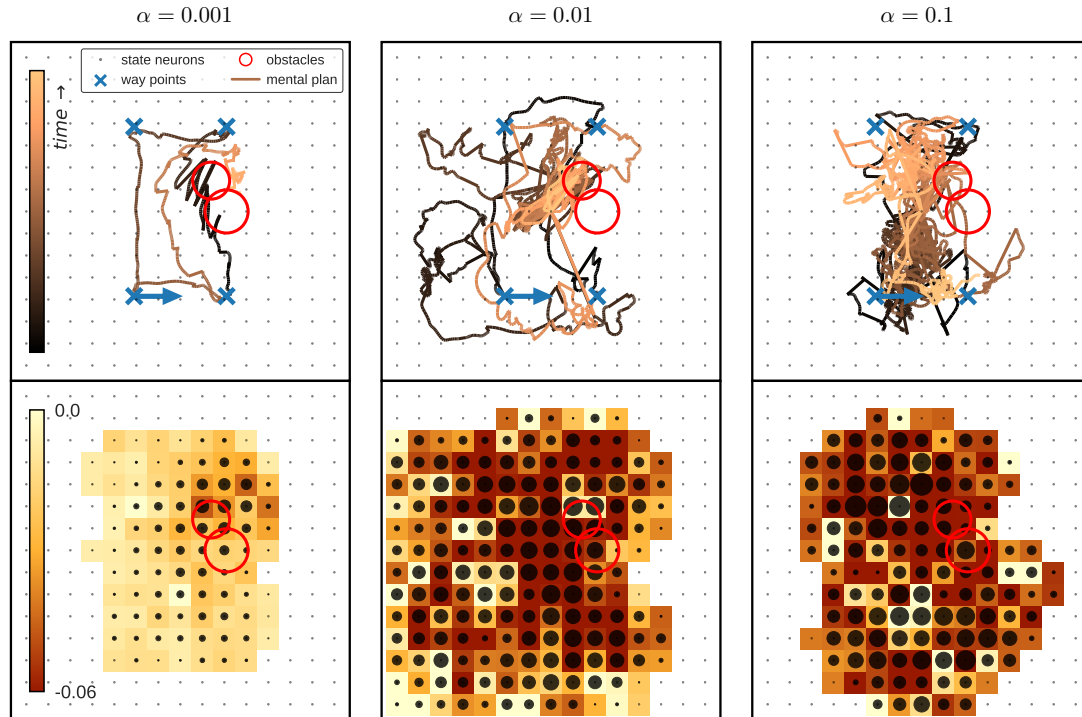 α = 0.001
α = 0.01
α = 0.1
state neurons
obstacles
way points
mental plan
time →
0.0
-0.06